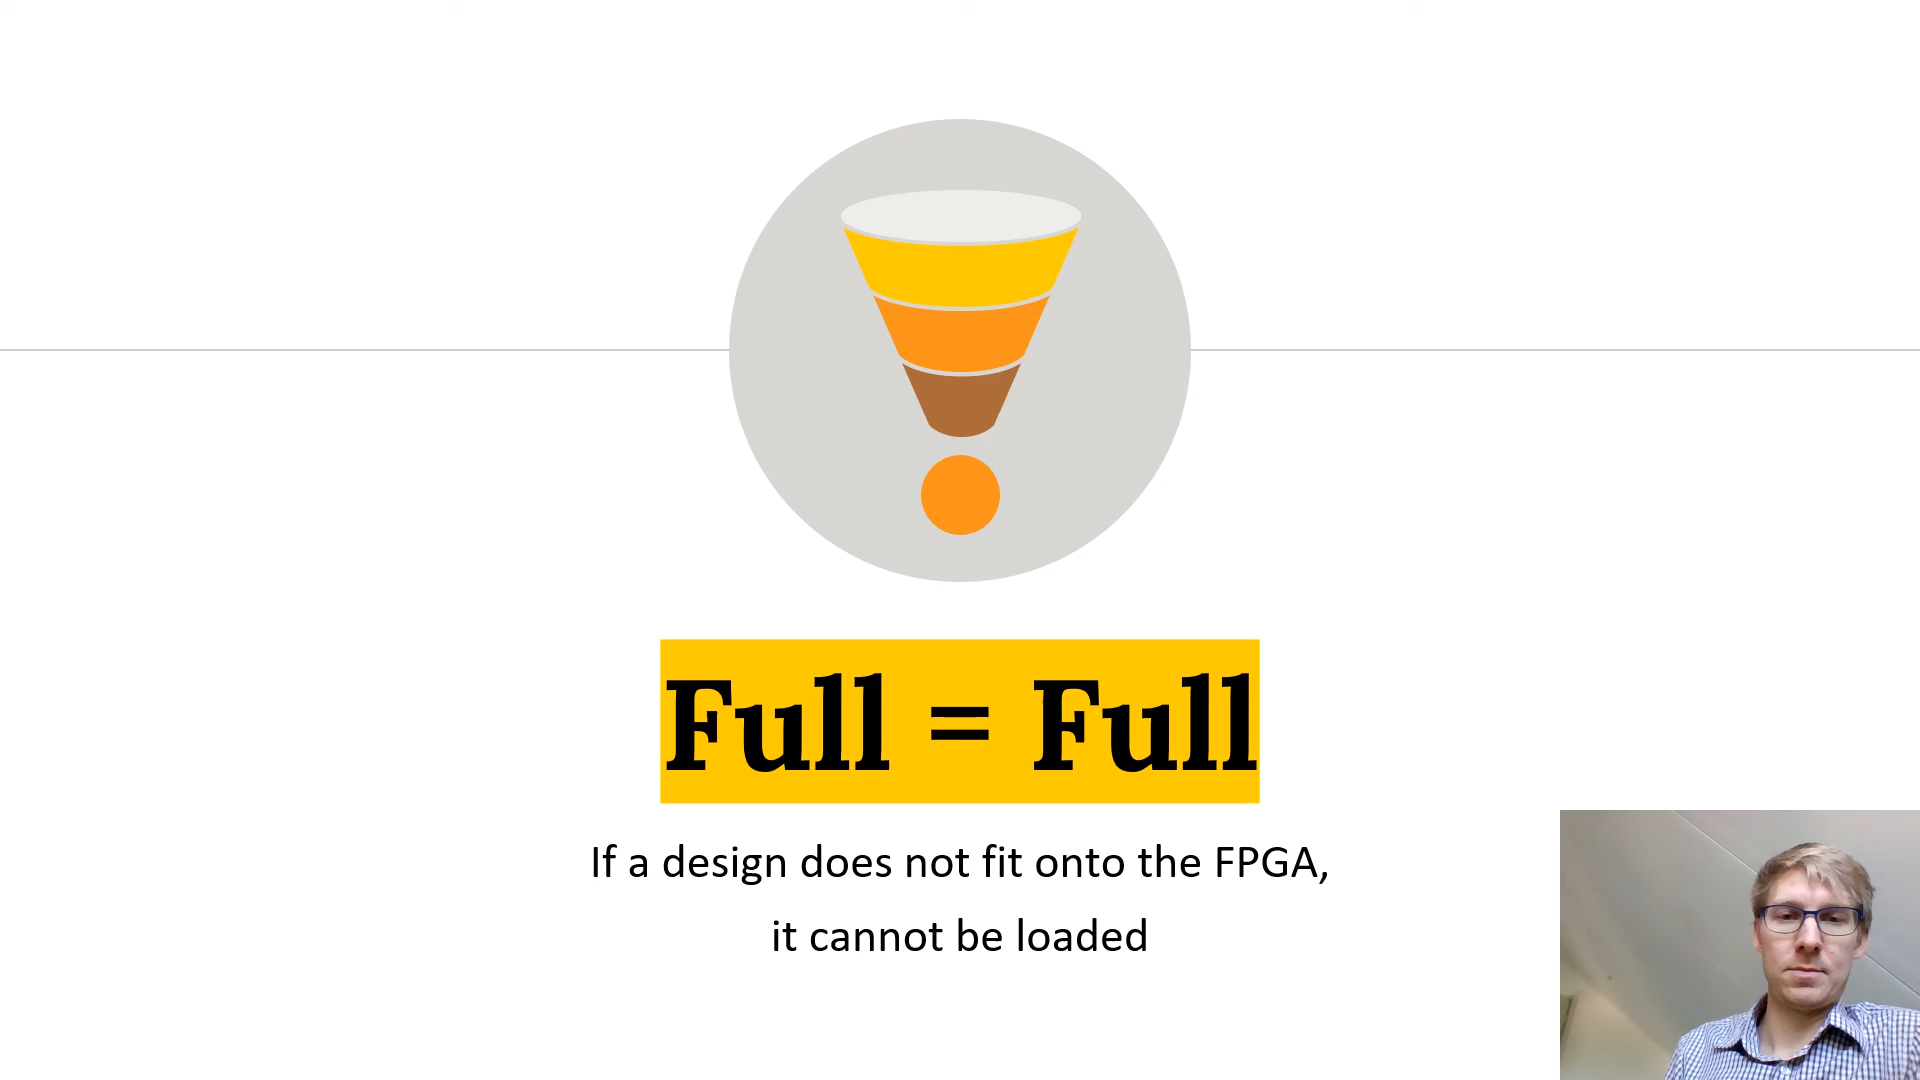 Full = Full
If a design does not fit onto the FPGA,
it cannot be loaded